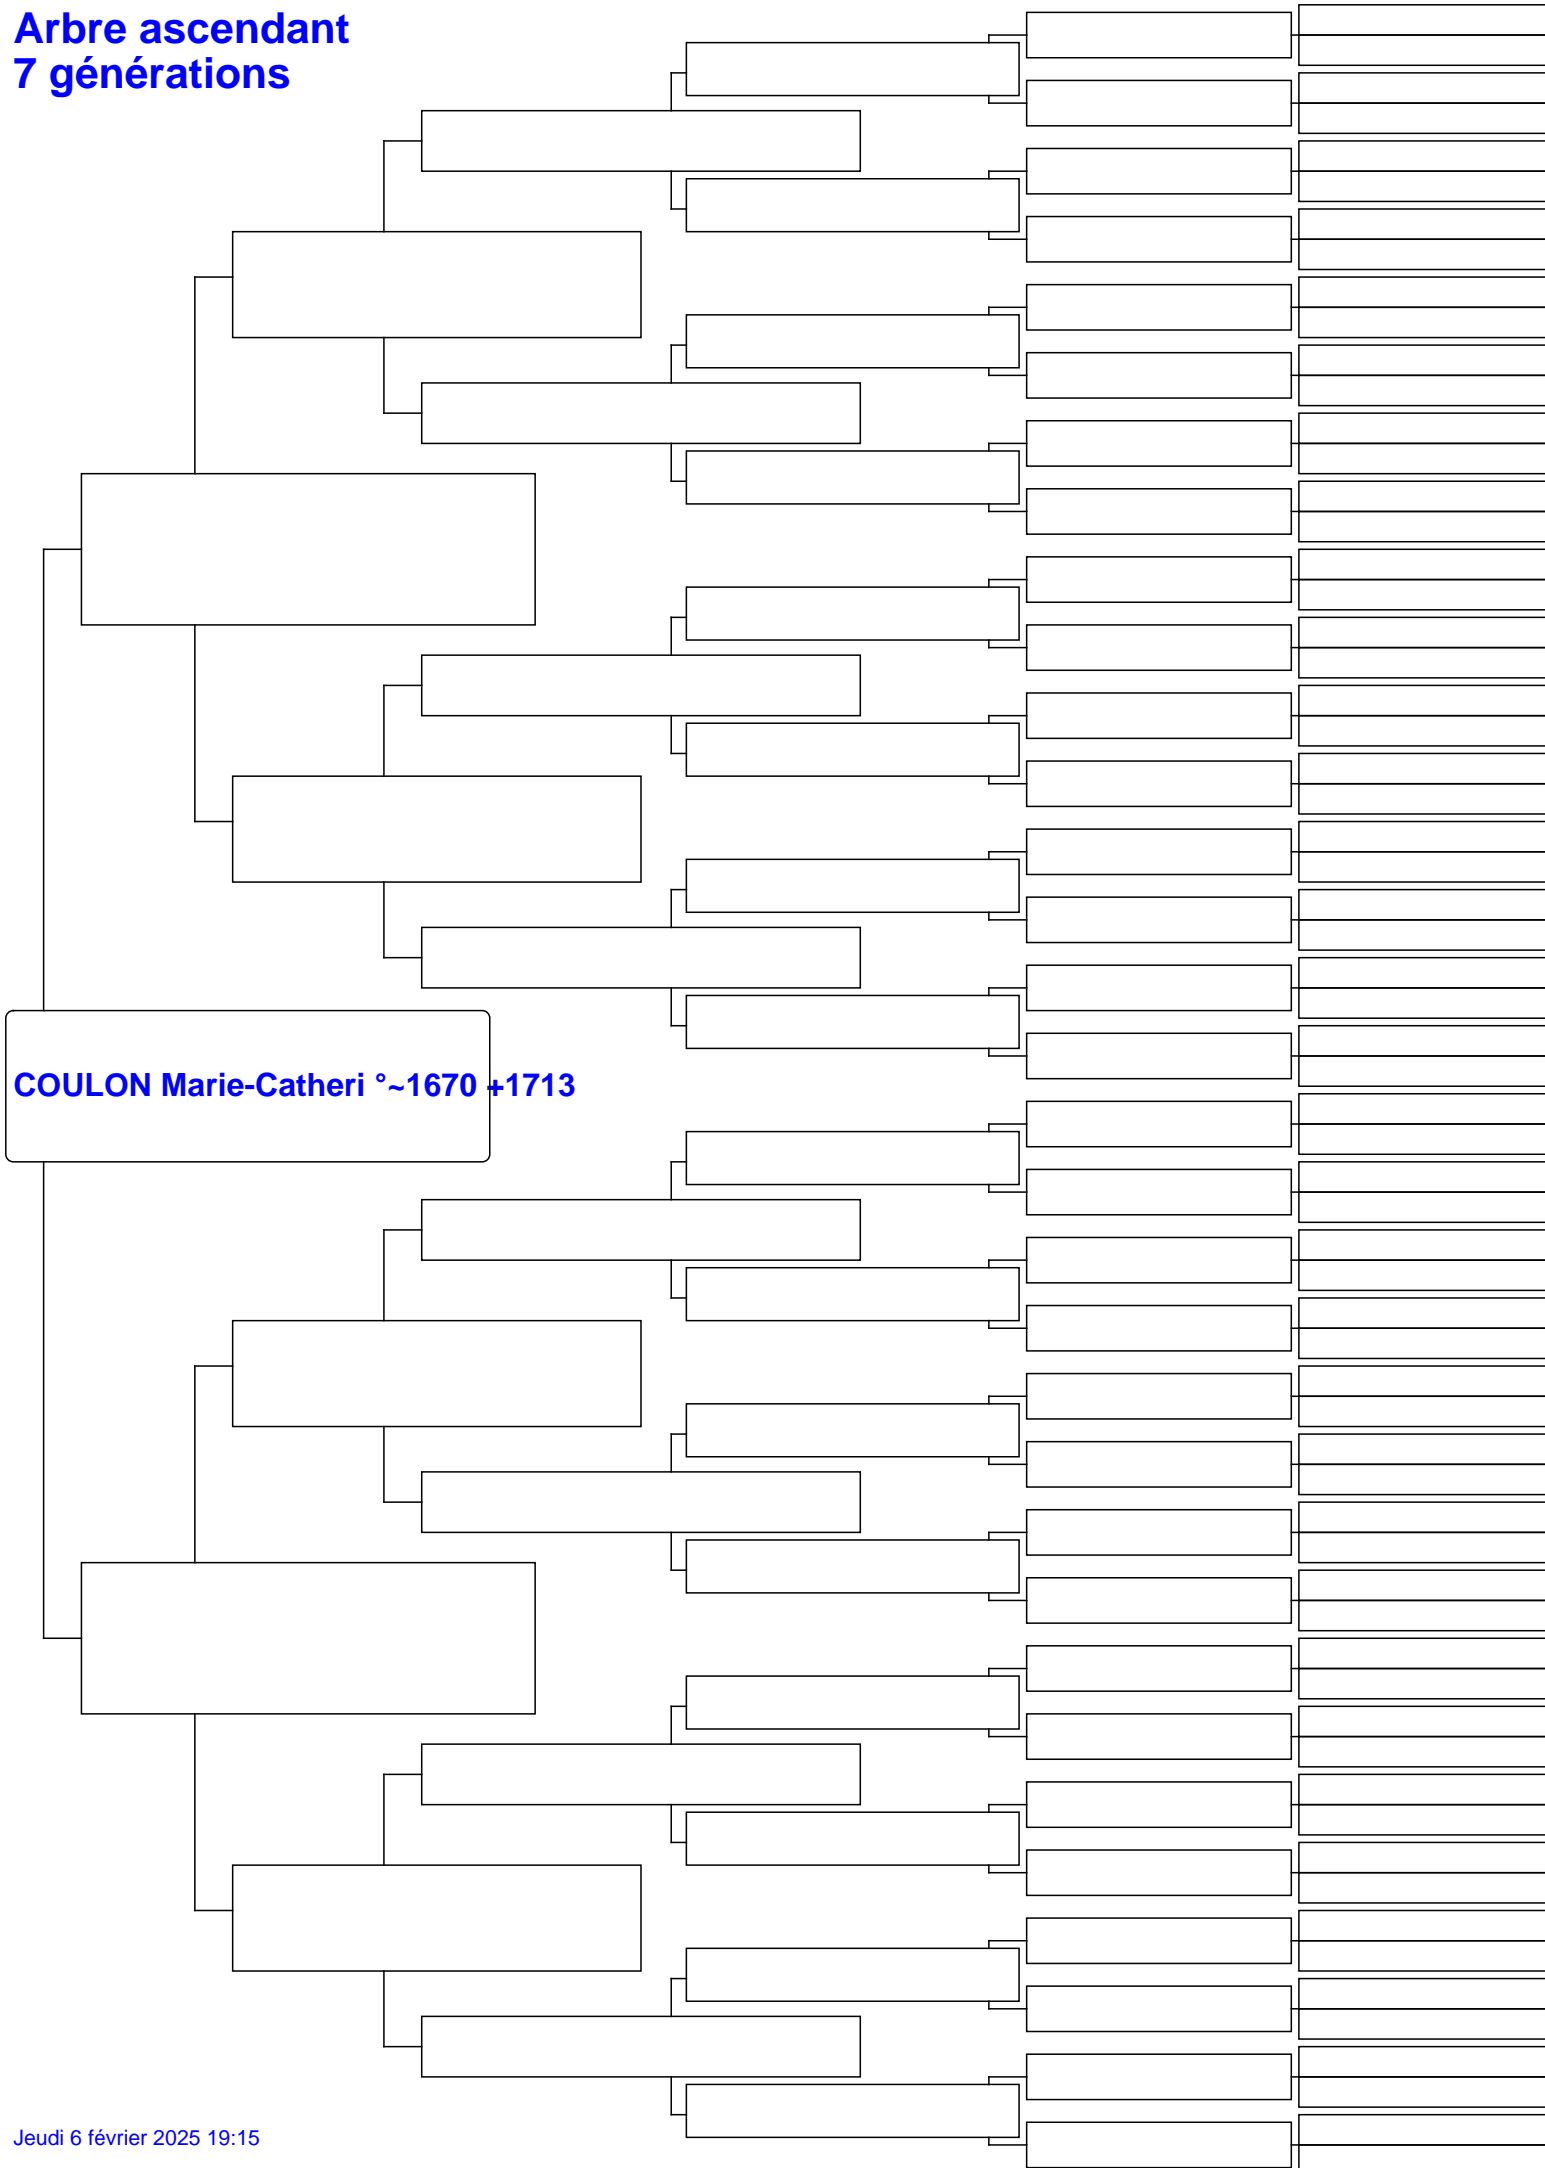 Arbre ascendant
7 générations
COULON Marie-Catheri °~1670 +1713
Jeudi 6 février 2025 19:15